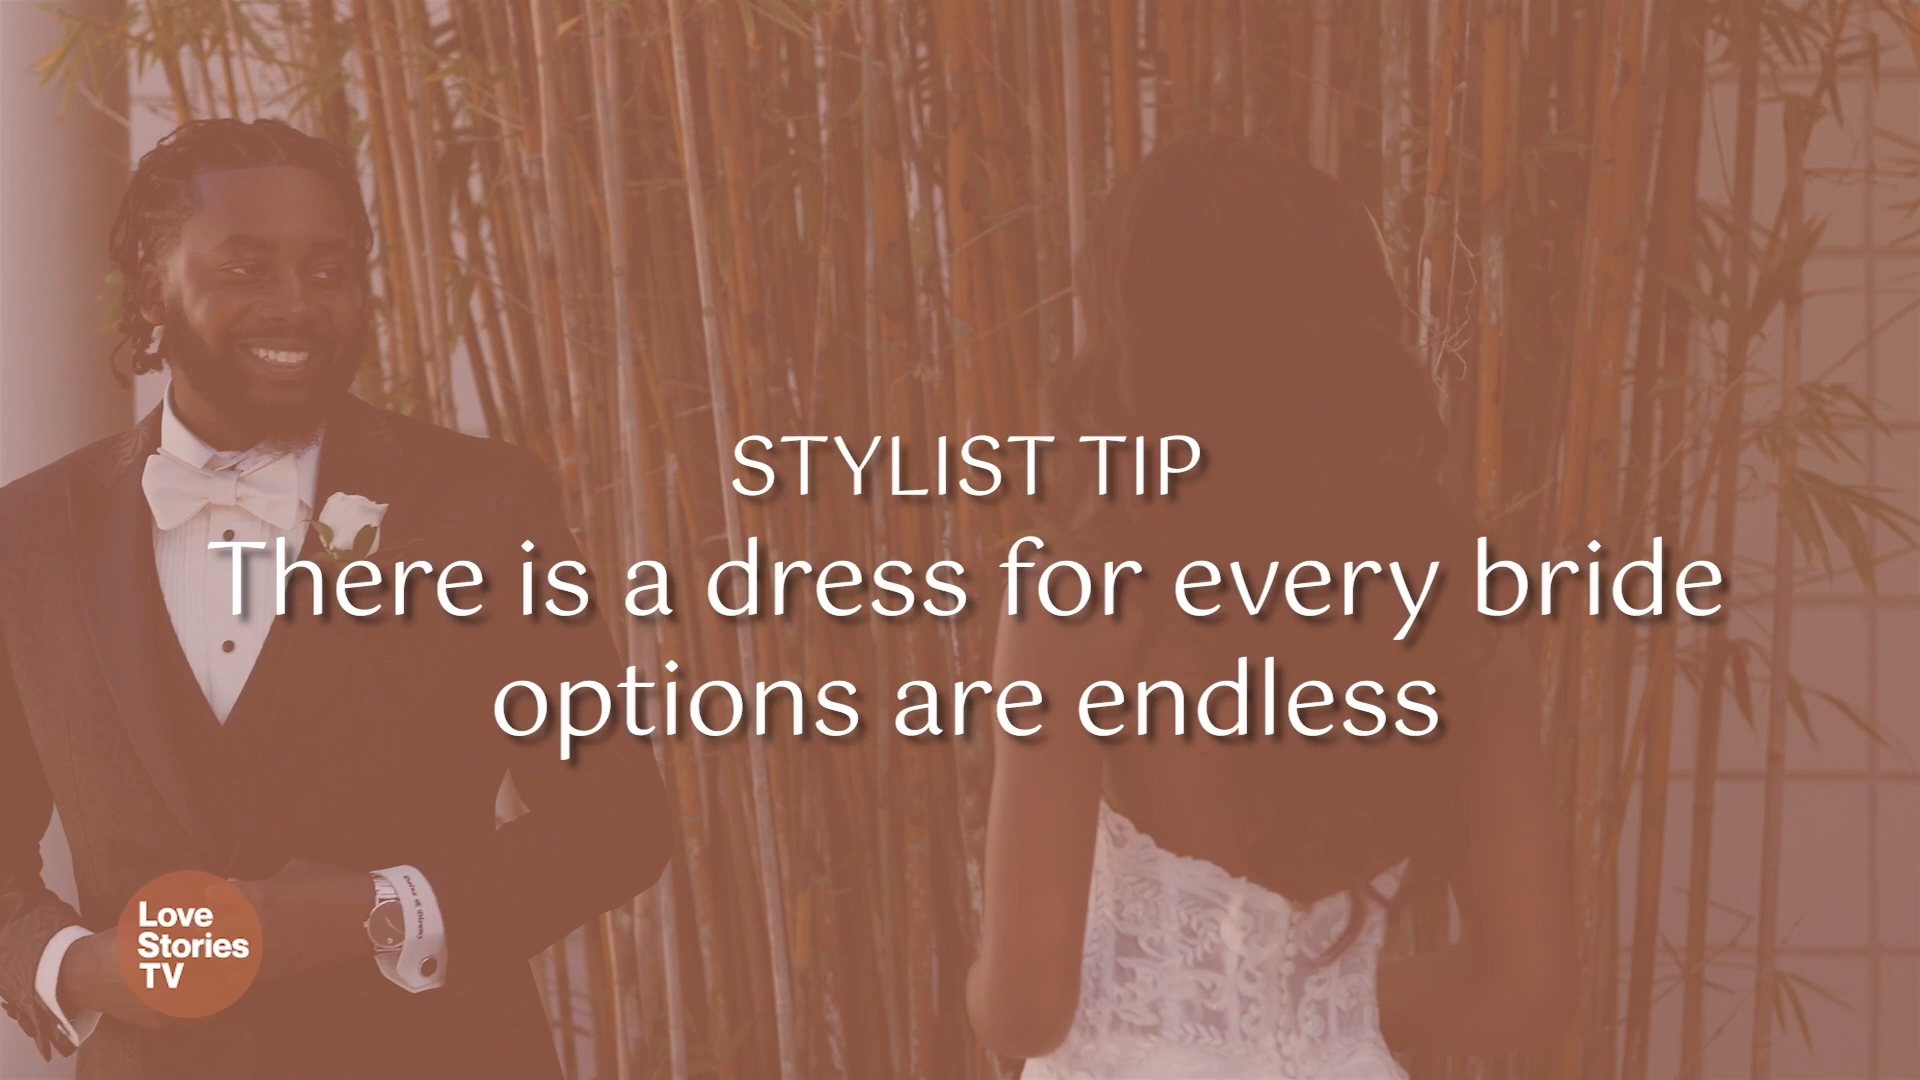 STYLIST TIP
There is a dress for every bride
options are endless
Love
Stories
TV